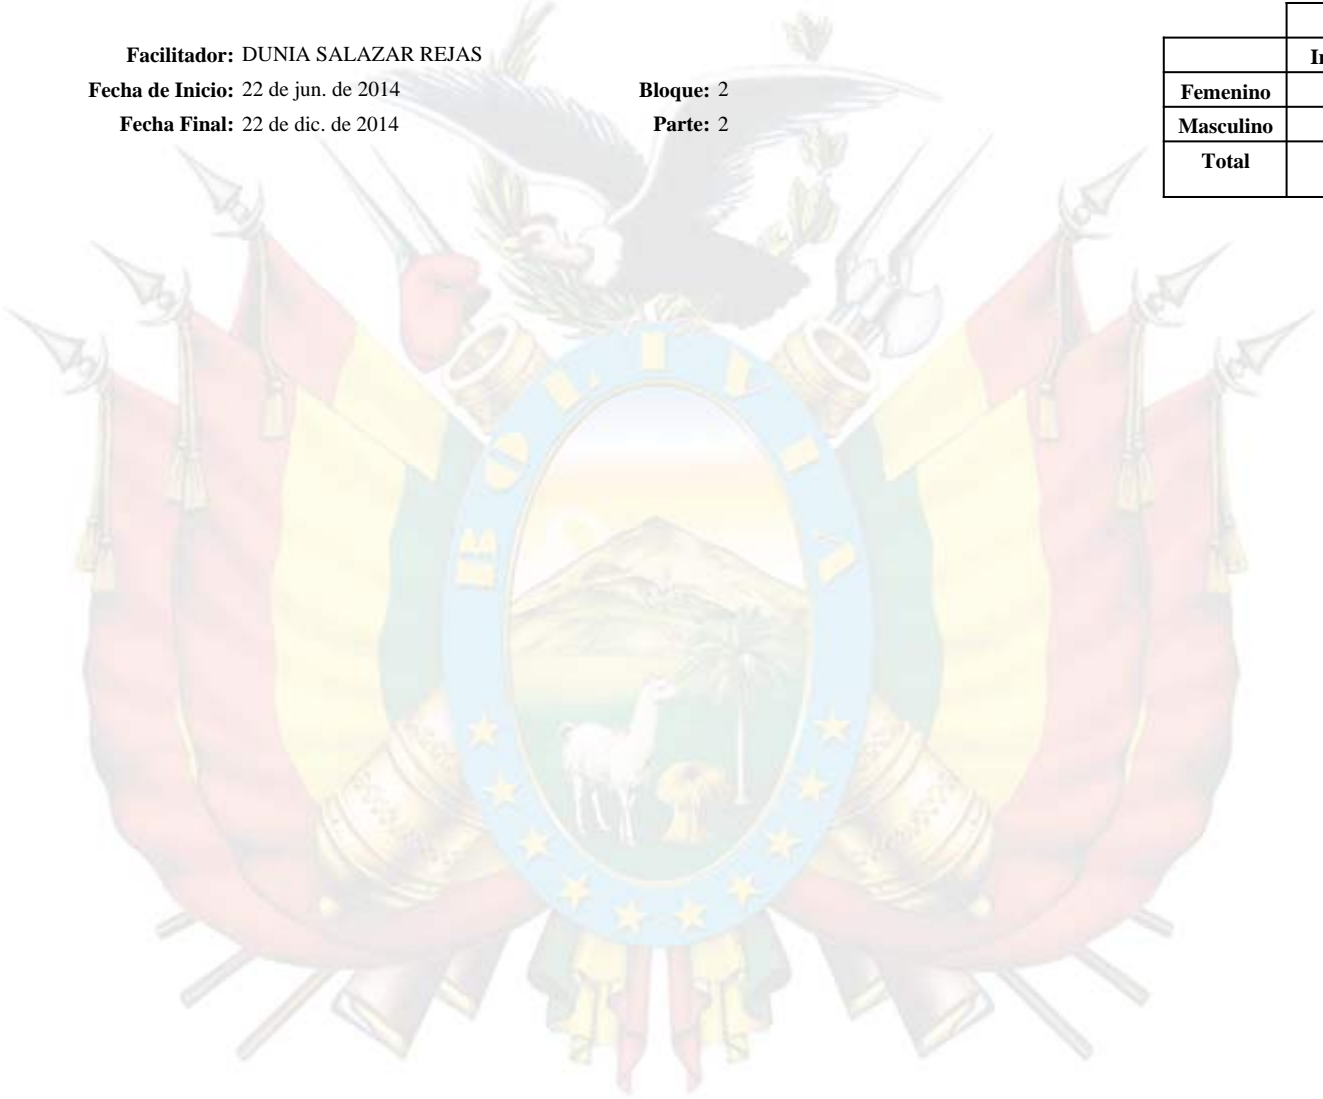 Facilitador: DUNIA SALAZAR REJAS
Fecha de Inicio: 22 de jun. de 2014 Bloque: 2
Femenino
Fecha Final: 22 de dic. de 2014 Parte: 2
Masculino
Total
BOLIVIA